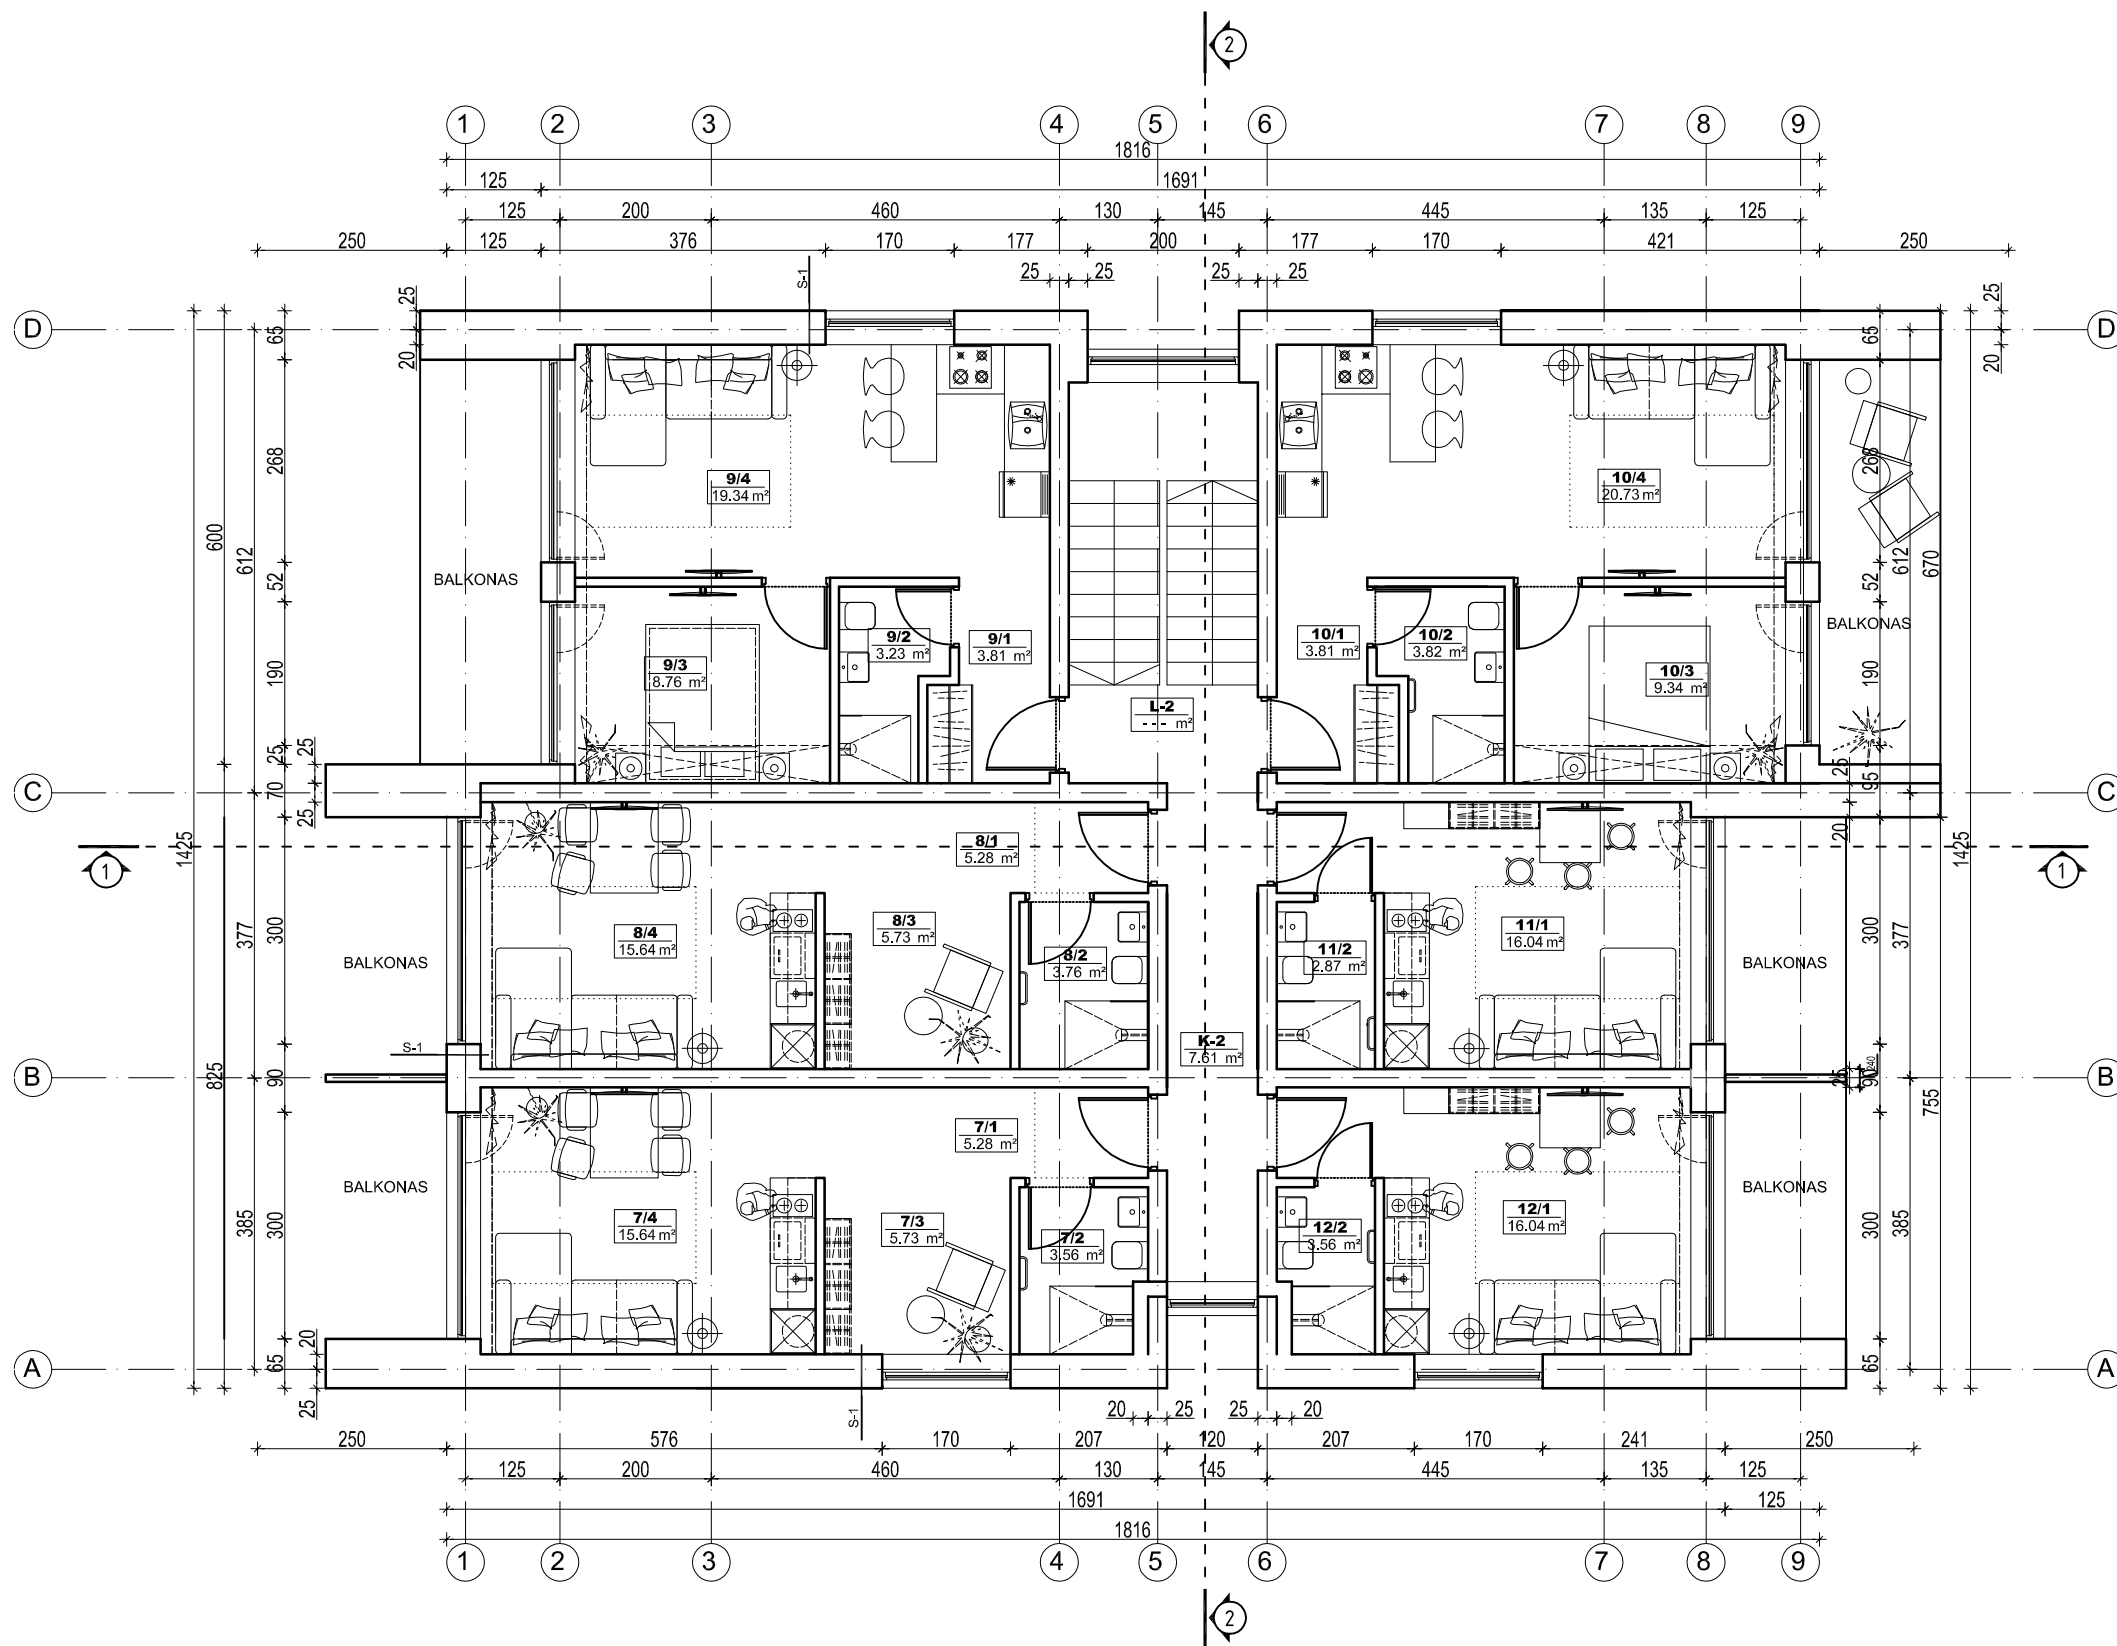 2
1 2 3 4 5 6 7 8 9
1816
125 1691
125 200 460 130 145 445 135 125
250 125 376 170 177 200 177 170 421 250
25 25 25 25
S-1
D D
25 65 20
25 65 20
9/4
19.34 m²
10/4
20.73 m²
268
268
600
612
52
612
670
52
BALKONAS
BALKONAS
9/2
3.23 m²
9/1
3.81 m²
10/1
3.81 m²
10/2
3.82 m²
9/3
8.76 m²
10/3
9.34 m²
190
190
L-2
--- m²
25 25
70
25
25
95
20
C C
1425
1425
1 1
8/1
5.28 m²
8/3
5.73 m²
8/4
15.64 m²
8/2
3.76 m²
11/2
2.87 m²
11/1
16.04 m²
377
300
300
377
BALKONAS
BALKONAS
S-1
K-2
7.61 m²
B B
825
90
25
90
240
755
7/1
5.28 m²
7/3
5.73 m²
7/4
15.64 m²
7/2
3.56 m²
12/2
3.56 m²
12/1
16.04 m²
BALKONAS
BALKONAS
385
300
300
385
A A
20
65
25
65
S-1
20 25 25 20
250 576 170 207 120 207 170 241 250
125 200 460 130 145 445 135 125
1691 125
1816
1 2 3 4 5 6 7 8 9
2